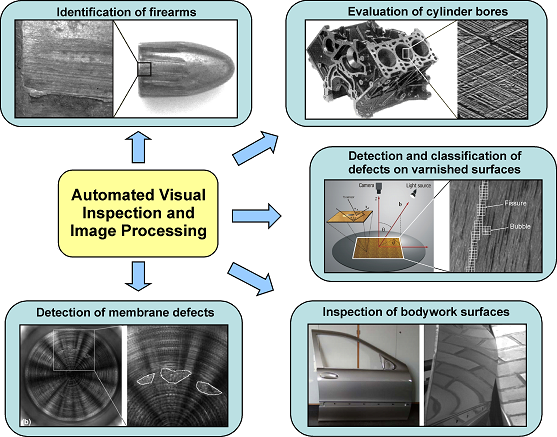 Identification of firearms
Evaluation of cylinder bores
Automated Visual
Inspection and
Image Processing
Detection and classification of
defects on varnished surfaces
Camera
Light source
b
θ
Fissure
Bubble
Detection of membrane defects
(b)
Inspection of bodywork surfaces